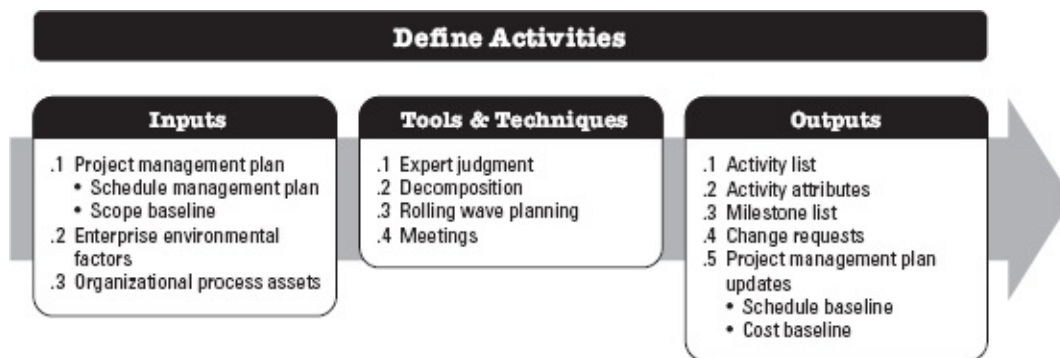 Define Activities
Inputs
.1 Project management plan
• Schedule management plan
• Scope baseline
.2 Enterprise environmental
factors
.3 Organizational process assets
Tools & Techniques
.1 Expert judgment
.2 Decomposition
.3 Rolling wave planning
.4 Meetings
Outputs
.1 Activity list
.2 Activity attributes
.3 Milestone list
.4 Change requests
.5 Project management plan
updates
• Schedule baseline
• Cost baseline